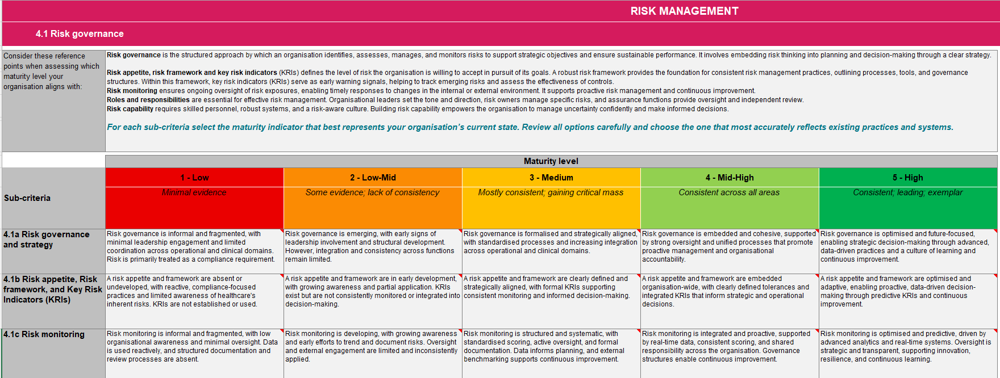 RISK MANAGEMENT
4.1 Risk governance
Consider these reference
points when assessing which
maturity level your
organisation aligns with:
Risk governance is the structured approach by which an organisation identifies, assesses, manages, and monitors risks to support strategic objectives and ensure sustainable performance. It involves embedding risk thinking into planning and decision-making through a clear strategy.
Risk appetite, risk framework and key risk indicators (KRIs) defines the level of risk the organisation is willing to accept in pursuit of its goals. A robust risk framework provides the foundation for consistent risk management practices, outlining processes, tools, and governance
structures. Within this framework, key risk indicators (KRIs) serve as early warning signals, helping to track emerging risks and assess the effectiveness of controls.
Risk monitoring ensures ongoing oversight of risk exposures, enabling timely responses to changes in the internal or external environment. It supports proactive risk management and continuous improvement.
Roles and responsibilities are essential for effective risk management. Organisational leaders set the tone and direction, risk owners manage specific risks, and assurance functions provide oversight and independent review.
Risk capability requires skilled personnel, robust systems, and a risk-aware culture. Building risk capability empowers the organisation to manage uncertainty confidently and make informed decisions.
For each sub-criteria select the maturity indicator that best represents your organisation's current state. Review all options carefully and choose the one that most accurately reflects existing practices and systems.
Maturity level
Sub-criteria
1 - Low
Minimal evidence
2 - Low-Mid
Some evidence; lack of consistency
3 - Medium
Mostly consistent; gaining critical mass
4 - Mid-High
Consistent across all areas
5 - High
Consistent; leading; exemplar
4.1a Risk governance
and strategy
Risk governance is informal and fragmented, with
minimal leadership engagement and limited
coordination across operational and clinical domains.
Risk is primarily treated as a compliance requirement.
Risk governance is emerging, with early signs of
leadership involvement and structural development.
However, integration and consistency across functions
remain limited.
Risk governance is formalised and strategically aligned,
with standardised processes and increasing integration
across operational and clinical domains.
Risk governance is embedded and cohesive, supported
by strong oversight and unified processes that promote
proactive management and organisational
accountability.
Risk governance is optimised and future-focused,
enabling strategic decision-making through advanced,
data-driven practices and a culture of learning and
continuous improvement.
4.1b Risk appetite, Risk
framework, and Key Risk
Indicators (KRIs)
A risk appetite and framework are absent or
undeveloped, with reactive, compliance-focused
practices and limited awareness of healthcare's
inherent risks. KRIs are not established or used.
A risk appetite and framework are in early development,
with growing awareness and partial application. KRIs
exist but are not consistently monitored or integrated into
decision-making.
A risk appetite and framework are clearly defined and
strategically aligned, with formal KRIs supporting
consistent monitoring and informed decision-making.
A risk appetite and framework are embedded
organisation-wide, with clearly defined tolerances and
integrated KRIs that inform strategic and operational
decisions.
A risk appetite and framework are optimised and
adaptive, enabling proactive, data-driven decision-
making through predictive KRIs and continuous
improvement.
4.1c Risk monitoring
Risk monitoring is informal and fragmented, with low
organisational awareness and minimal oversight. Data
is used reactively, and structured documentation and
review processes are absent.
Risk monitoring is developing, with growing awareness
and early efforts to trend and document risks. Oversight
and external engagement are limited and inconsistently
applied.
Risk monitoring is structured and systematic, with
standardised scoring, active oversight, and formal
documentation. Data informs planning, and external
benchmarking supports continuous improvement.
Risk monitoring is integrated and proactive, supported
by real-time data, consistent scoring, and shared
responsibility across the organisation. Governance
structures enable continuous improvement.
Risk monitoring is optimised and predictive, driven by
advanced analytics and real-time systems. Oversight is
strategic and transparent, supporting innovation,
resilience, and continuous learning.